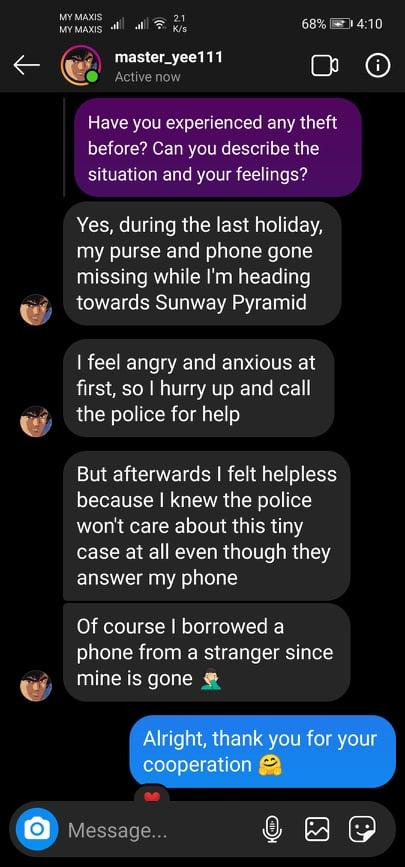 MY MAXIS
MY MAXIS
2.1
K/s
68%
4:10
master_yee111
Active now
Have you experienced any theft
before? Can you describe the
situation and your feelings?
Yes, during the last holiday,
my purse and phone gone
missing while I'm heading
towards Sunway Pyramid
I feel angry and anxious at
first, so I hurry up and call
the police for help
But afterwards I felt helpless
because I knew the police
won't care about this tiny
case at all even though they
answer my phone
Of course I borrowed a
phone from a stranger since
mine is gone 🤦🏻‍♂️
Alright, thank you for your
cooperation 🤗
❤️
Message...